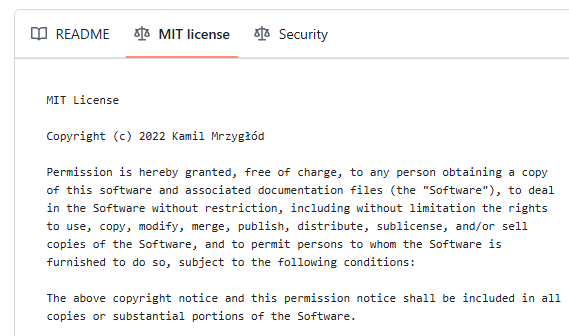 README MIT license Security
MIT License
Copyright (c) 2022 Kamil Mrzygłód
Permission is hereby granted, free of charge, to any person obtaining a copy
of this software and associated documentation files (the "Software"), to deal
in the Software without restriction, including without limitation the rights
to use, copy, modify, merge, publish, distribute, sublicense, and/or sell
copies of the Software, and to permit persons to whom the Software is
furnished to do so, subject to the following conditions:
The above copyright notice and this permission notice shall be included in all
copies or substantial portions of the Software.